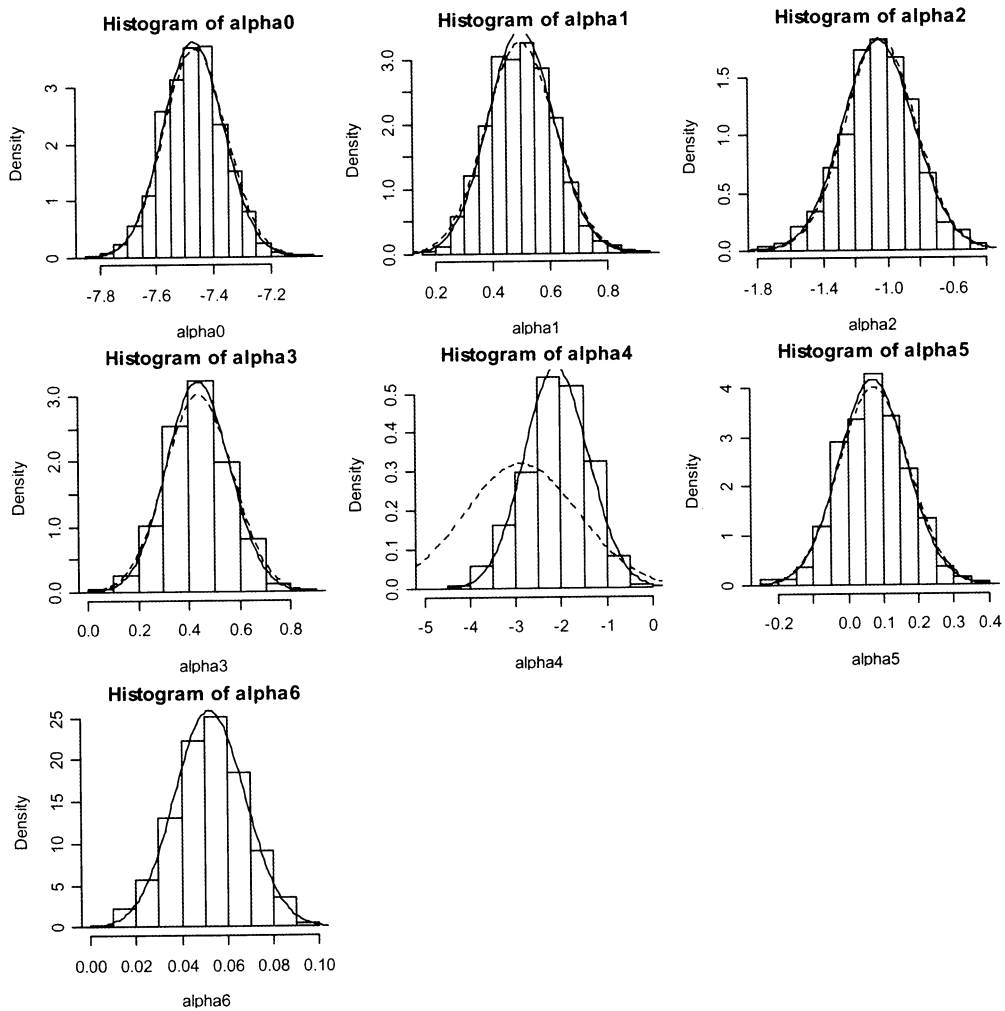 Histogram of alpha0
Density
3
2
1
0
-7.8 -7.6 -7.4 -7.2
alpha0
Histogram of alpha1
Density
3.0
2.0
1.0
0.0
0.2 0.4 0.6 0.8
alpha1
Histogram of alpha2
Density
1.5
1.0
0.5
0.0
-1.8 -1.4 -1.0 -0.6
alpha2
Histogram of alpha3
Density
3.0
2.0
1.0
0.0
0.0 0.2 0.4 0.6 0.8
alpha3
Histogram of alpha4
Density
0.5
0.4
0.3
0.2
0.1
0.0
-5 -4 -3 -2 -1 0
alpha4
Histogram of alpha5
Density
4
3
2
1
0
-0.2 0.0 0.1 0.2 0.3 0.4
alpha5
Histogram of alpha6
Density
25
20
15
10
5
0
0.00 0.02 0.04 0.06 0.08 0.10
alpha6